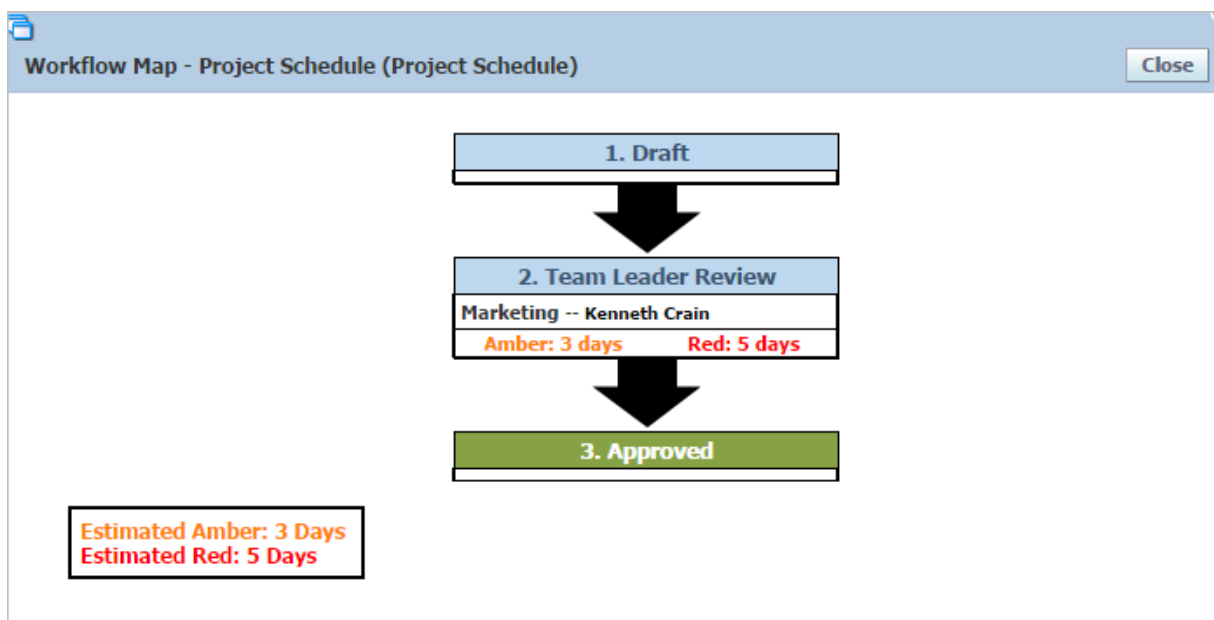 Workflow Map - Project Schedule (Project Schedule)
Close
1. Draft
2. Team Leader Review
Marketing -- Kenneth Crain
Amber: 3 days Red: 5 days
3. Approved
Estimated Amber: 3 Days
Estimated Red: 5 Days